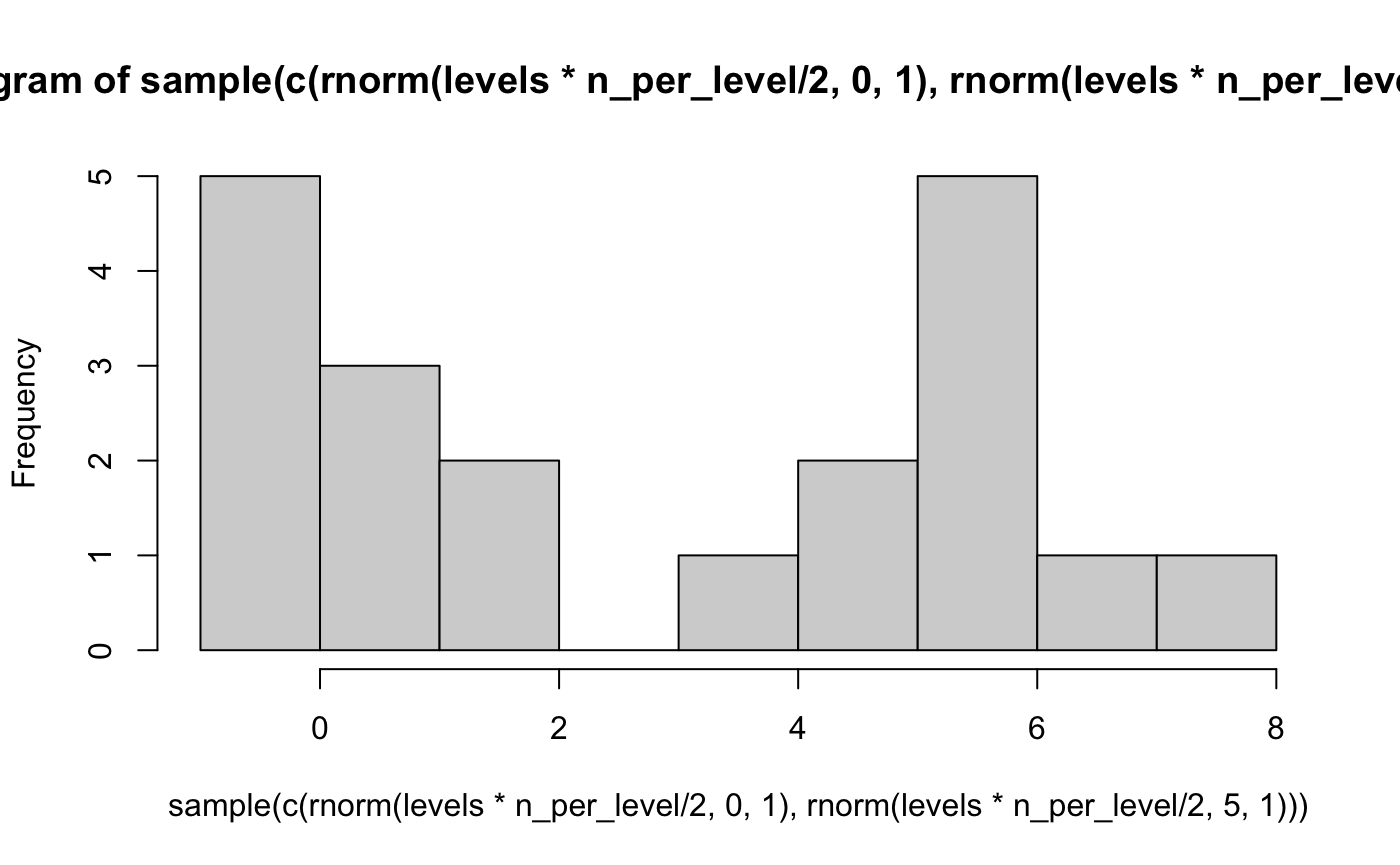 gram of sample(c(rnorm(levels * n_per_level/2, 0, 1), rnorm(levels * n_per_leve
Frequency
5
4
3
2
1
0
0 2 4 6 8
sample(c(rnorm(levels * n_per_level/2, 0, 1), rnorm(levels * n_per_level/2, 5, 1)))